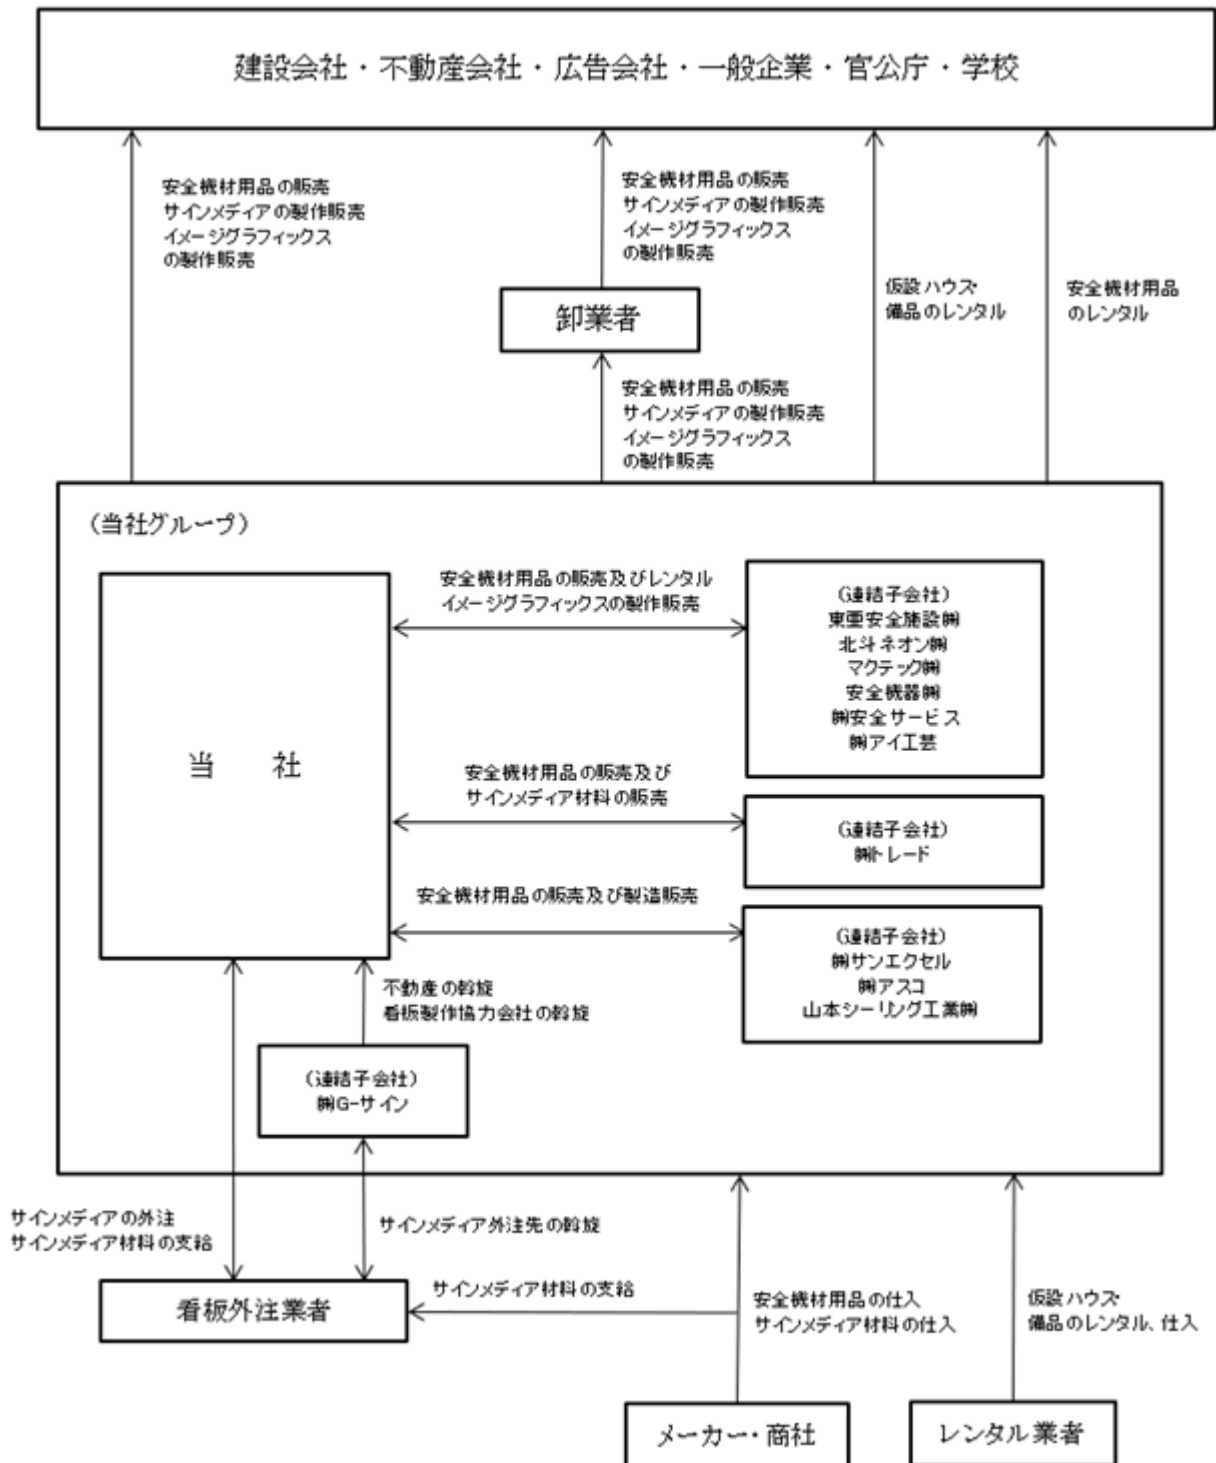 建設会社・不動産会社・広告会社・一般企業・官公庁・学校
安全機材用品の販売
サインメディアの製作販売
イメージグラフィックス
の製作販売
安全機材用品の販売
サインメディアの製作販売
イメージグラフィックス
の製作販売
卸業者
仮設ハウス・
備品のレンタル
安全機材用品
のレンタル
安全機材用品の販売
サインメディアの製作販売
イメージグラフィックス
の製作販売
(当社グループ)
当 社
安全機材用品の販売及びレンタル
イメージグラフィックスの製作販売
(連結子会社)
東亜安全施設㈱
北斗ネオン㈱
マクテック㈱
安全機器㈱
㈱安全サービス
㈱アイ工芸
安全機材用品の販売及び
サインメディア材料の販売
(連結子会社)
㈱トレード
安全機材用品の販売及び製造販売
(連結子会社)
㈱サンエクセル
㈱アスコ
山本シーリング工業㈱
不動産の斡旋
看板製作協力会社の斡旋
(連結子会社)
㈱G-サイン
サインメディアの外注
サインメディア材料の支給
サインメディア外注先の斡旋
看板外注業者
サインメディア材料の支給
安全機材用品の仕入
サインメディア材料の仕入
仮設ハウス・
備品のレンタル、仕入
メーカー・商社
レンタル業者